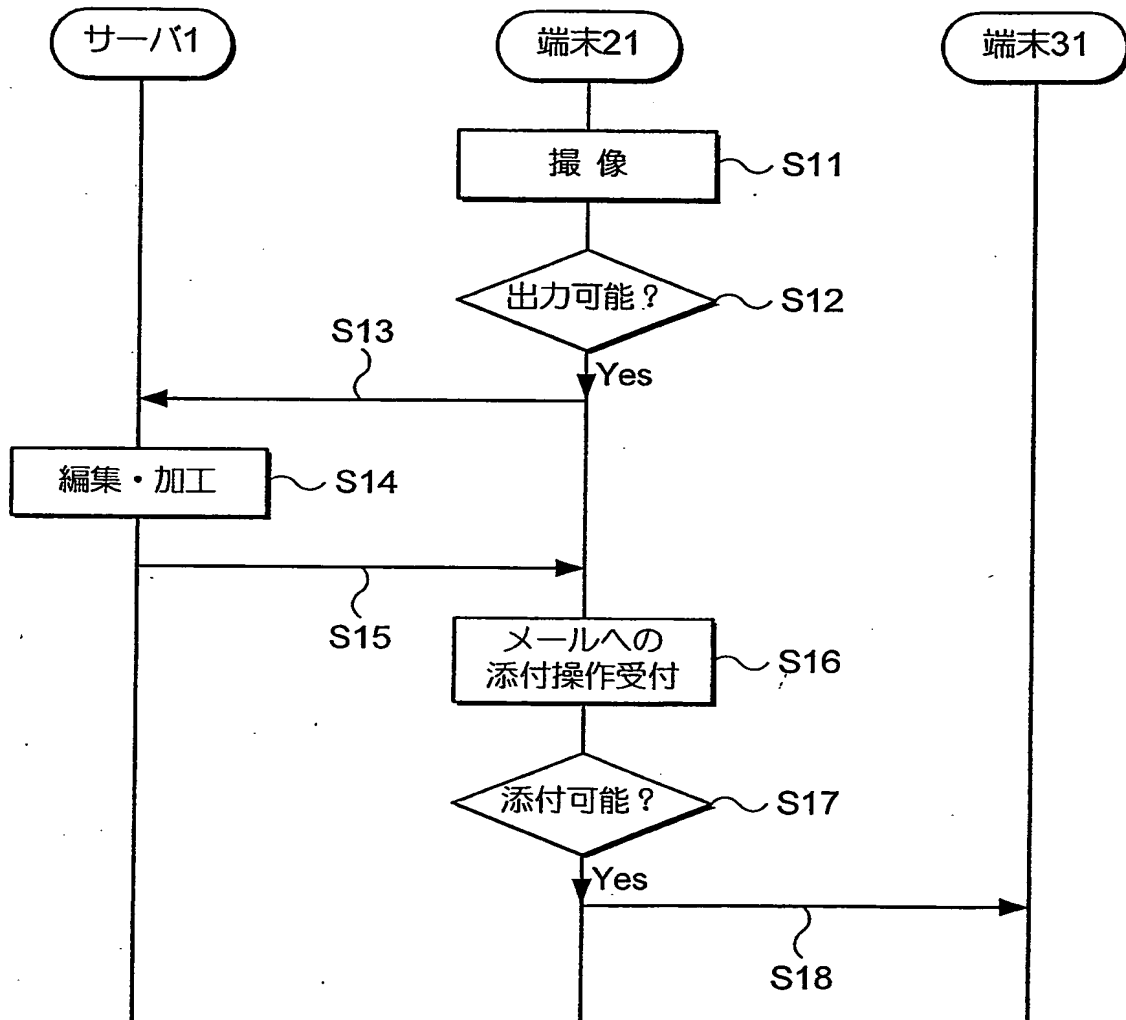 サーバ1
端末21
端末31
撮 像
S11
出力可能?
S12
S13
Yes
編集・加工
S14
S15
メールへの
添付操作受付
S16
添付可能?
S17
Yes
S18